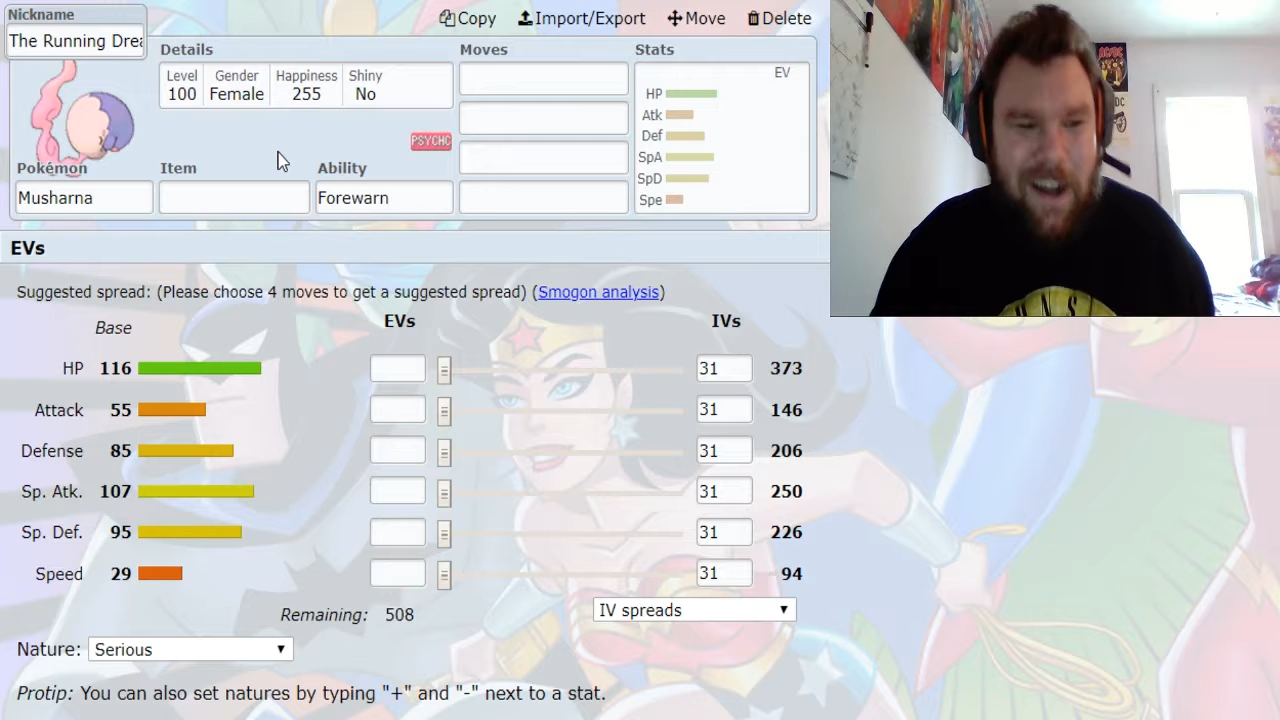 Nickname
Copy Import/Export Move Delete
The Running Drea
Details
Moves
Stats
Level
Gender
Happiness
Shiny
100
Female
255
No
EV
HP
Atk
Def
SpA
SpD
Spe
PSYCHC
Pokémon
Item
Ability
Musharna
Forewarn
EVs
Suggested spread: (Please choose 4 moves to get a suggested spread) (Smogon analysis)
Base
EVs
IVs
HP 116 31 373
Attack 55 31 146
Defense 85 31 206
Sp. Atk. 107 31 250
Sp. Def. 95 31 226
Speed 29 31 94
Remaining: 508
IV spreads
Nature: Serious
Protip: You can also set natures by typing "+" and "-" next to a stat.
AC/DC